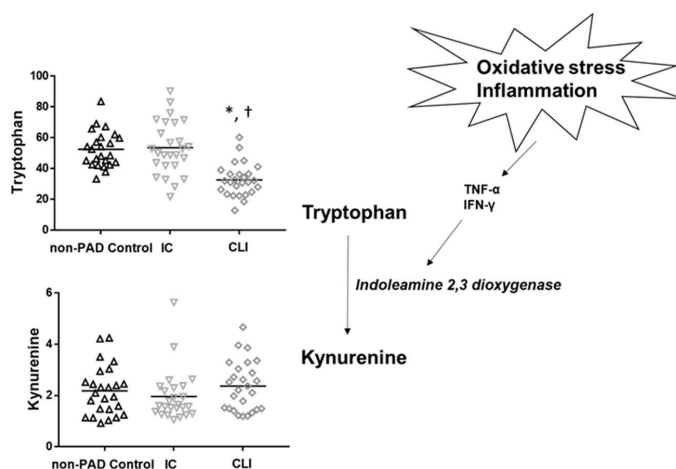 Oxidative stress
Inflammation
100
80
60
40
20
0
Tryptophan
*, †
non-PAD Control
IC
CLI
TNF-α
IFN-γ
Tryptophan
Indoleamine 2,3 dioxygenase
Kynurenine
6
4
2
0
Kynurenine
non-PAD Control
IC
CLI